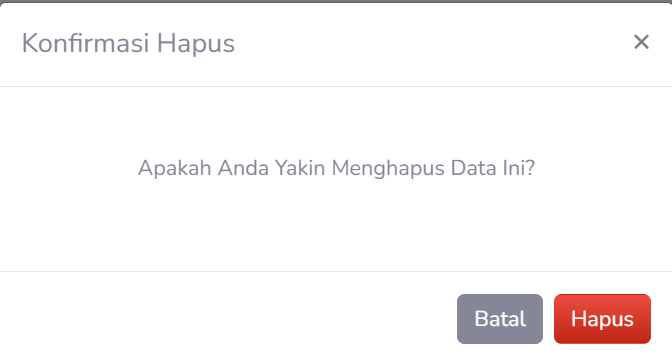 Konfirmasi Hapus
Apakah Anda Yakin Menghapus Data Ini?
Batal
Hapus